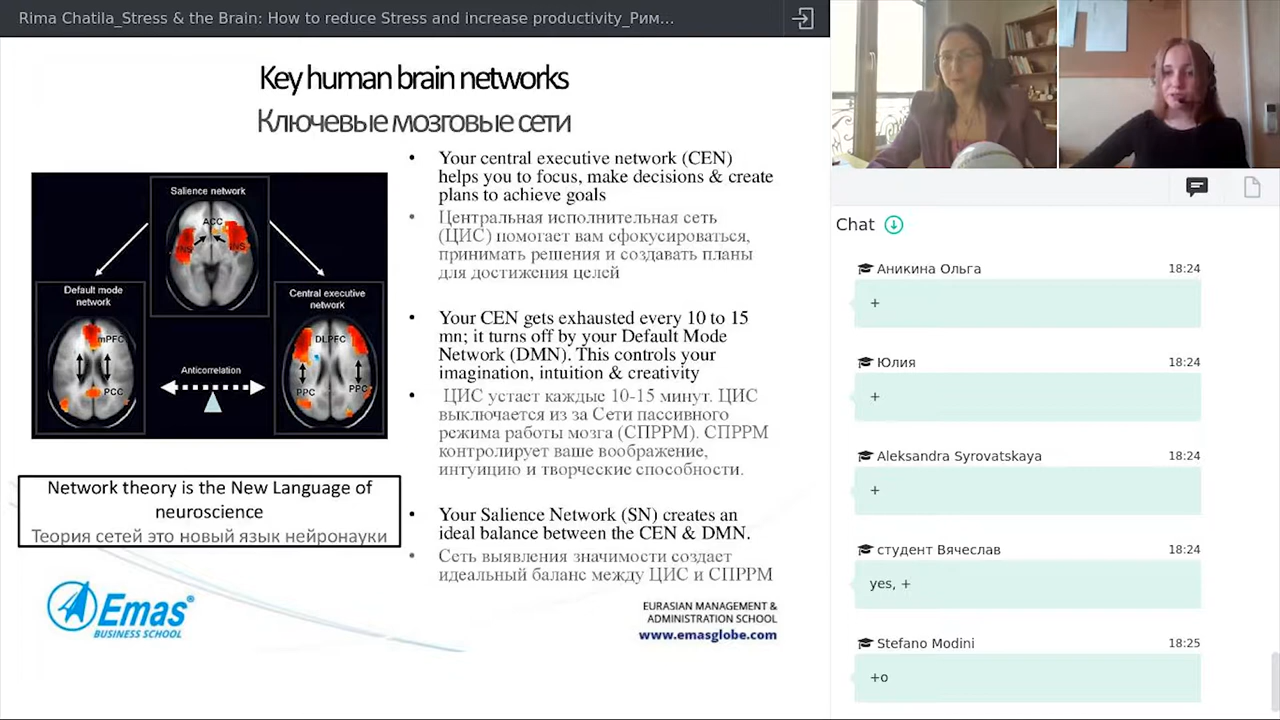 Rima Chatila_Stress & the Brain: How to reduce Stress and increase productivity_Рим...
Key human brain networks
Ключевые мозговые сети
Salience network
ACC
INS
INS
Default mode
network
mPFC
PCC
Central executive
network
DLPFC
PPC
PPC
Anticorrelation
Network theory is the New Language of
neuroscience
Теория сетей это новый язык нейронауки
• Your central executive network (CEN)
helps you to focus, make decisions & create
plans to achieve goals
• Центральная исполнительная сеть
(ЦИС) помогает вам сфокусироваться,
принимать решения и создавать планы
для достижения целей
• Your CEN gets exhausted every 10 to 15
mn; it turns off by your Default Mode
Network (DMN). This controls your
imagination, intuition & creativity
• ЦИС устает каждые 10-15 минут. ЦИС
выключается из за Сети пассивного
режима работы мозга (СПРРМ). СПРРМ
контролирует ваше воображение,
интуицию и творческие способности.
• Your Salience Network (SN) creates an
ideal balance between the CEN & DMN.
• Сеть выявления значимости создает
идеальный баланс между ЦИС и СПРРМ
Emas
BUSINESS SCHOOL
EURASIAN MANAGEMENT &
ADMINISTRATION SCHOOL
www.emasglobe.com
Chat
Аникина Ольга 18:24
+
Юлия 18:24
+
Aleksandra Syrovatskaya 18:24
+
студент Вячеслав 18:24
yes, +
Stefano Modini 18:25
+o